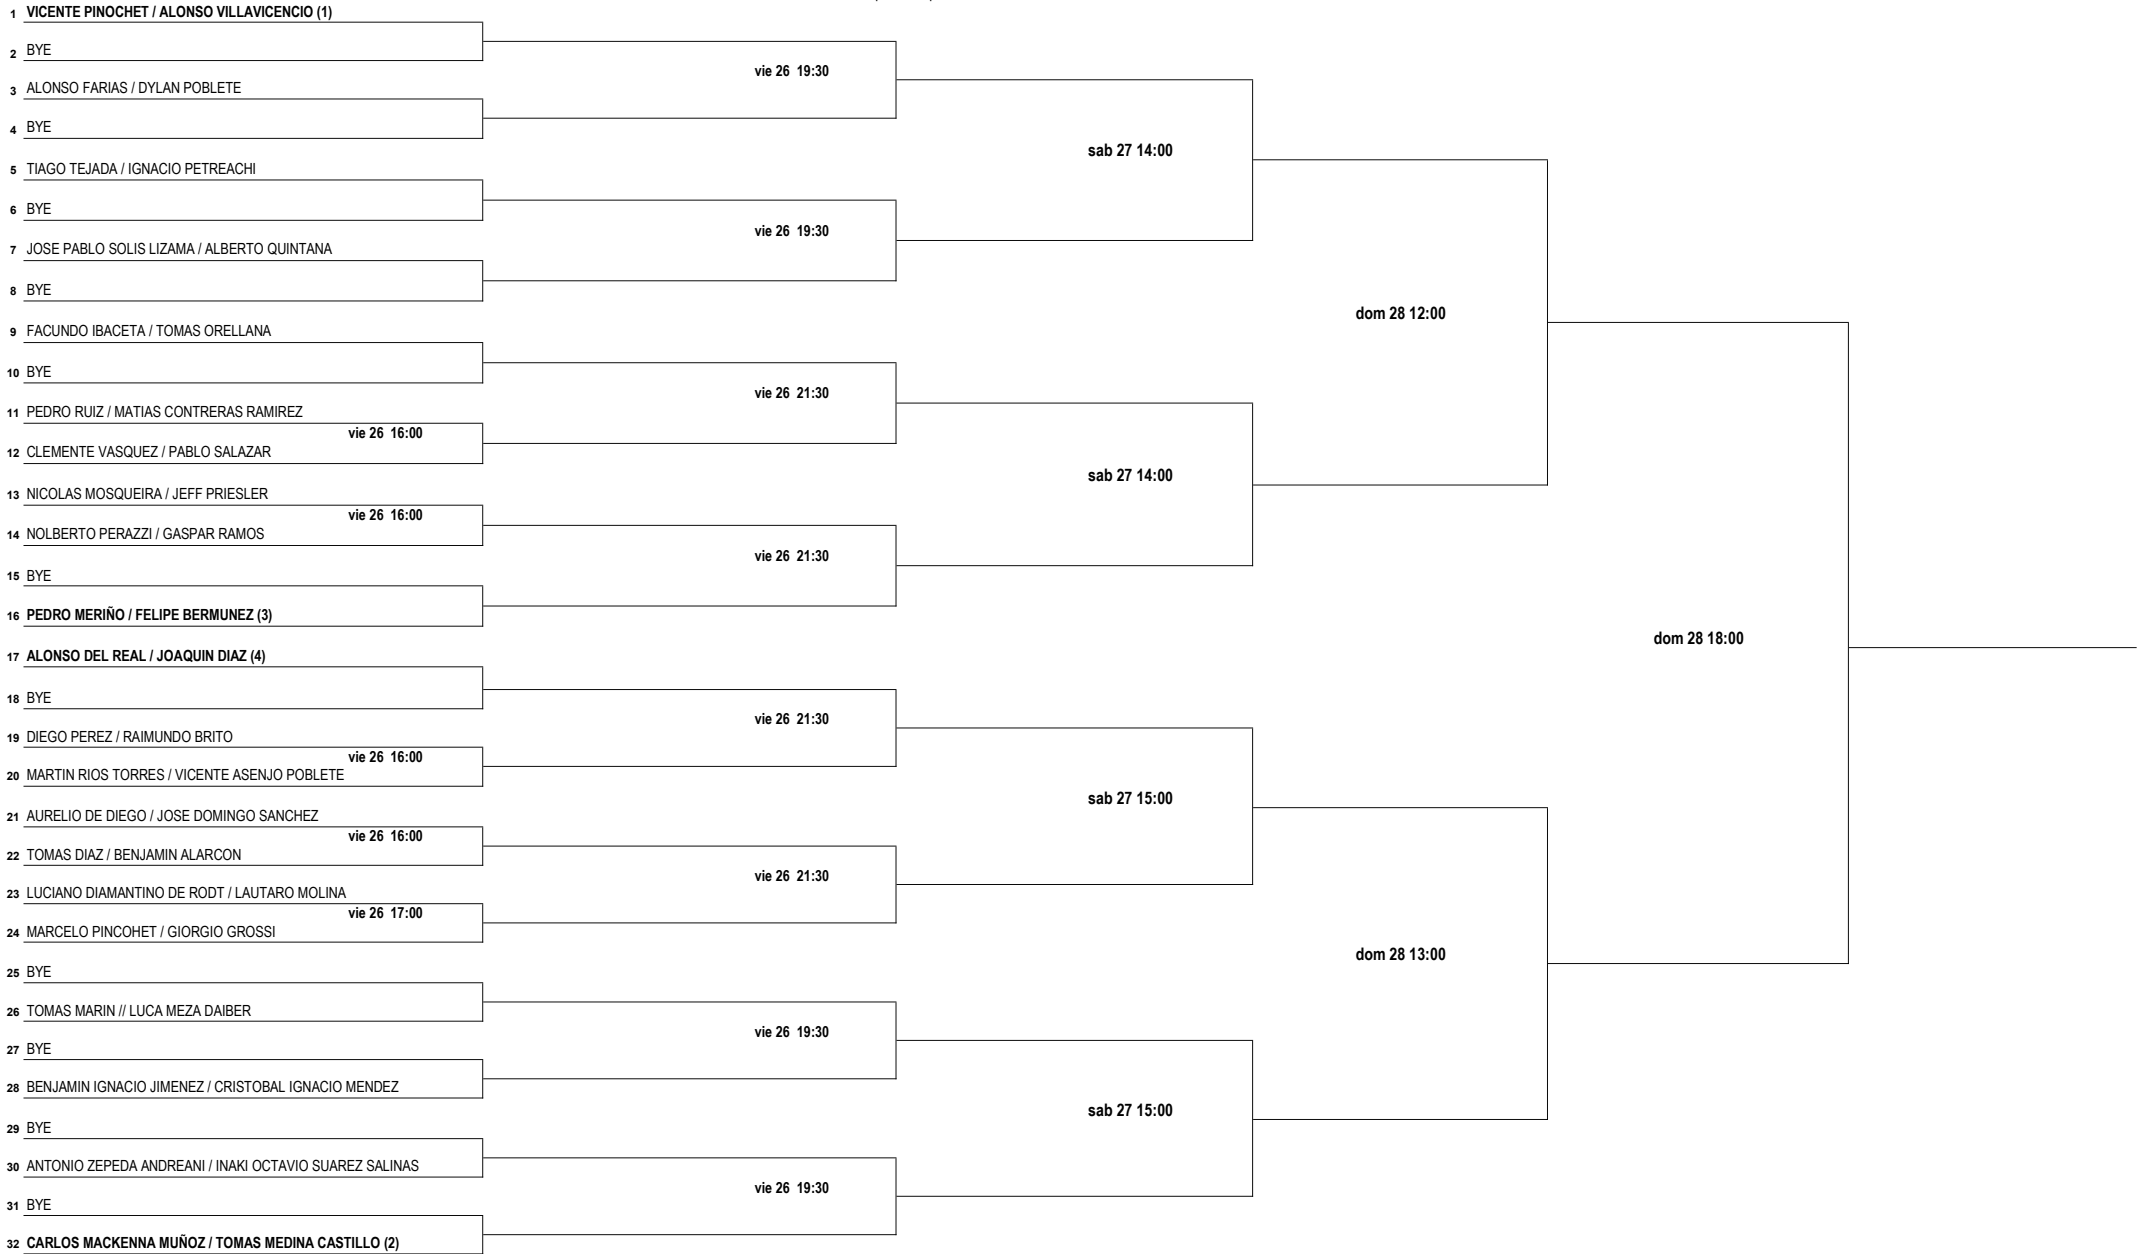 1 VICENTE PINOCHET / ALONSO VILLAVICENCIO (1)
2 BYE
vie 26 19:30
3 ALONSO FARIAS / DYLAN POBLETE
4 BYE
sab 27 14:00
5 TIAGO TEJADA / IGNACIO PETREACHI
6 BYE
vie 26 19:30
7 JOSE PABLO SOLIS LIZAMA / ALBERTO QUINTANA
8 BYE
dom 28 12:00
9 FACUNDO IBACETA / TOMAS ORELLANA
10 BYE
vie 26 21:30
11 PEDRO RUIZ / MATIAS CONTRERAS RAMIREZ
vie 26 16:00
12 CLEMENTE VASQUEZ / PABLO SALAZAR
sab 27 14:00
13 NICOLAS MOSQUEIRA / JEFF PRIESLER
vie 26 16:00
14 NOLBERTO PERAZZI / GASPAR RAMOS
vie 26 21:30
15 BYE
16 PEDRO MERIÑO / FELIPE BERMUNEZ (3)
dom 28 18:00
17 ALONSO DEL REAL / JOAQUIN DIAZ (4)
18 BYE
vie 26 21:30
19 DIEGO PEREZ / RAIMUNDO BRITO
vie 26 16:00
20 MARTIN RIOS TORRES / VICENTE ASENJO POBLETE
sab 27 15:00
21 AURELIO DE DIEGO / JOSE DOMINGO SANCHEZ
vie 26 16:00
22 TOMAS DIAZ / BENJAMIN ALARCON
vie 26 21:30
23 LUCIANO DIAMANTINO DE RODT / LAUTARO MOLINA
vie 26 17:00
24 MARCELO PINCOHET / GIORGIO GROSSI
dom 28 13:00
25 BYE
26 TOMAS MARIN // LUCA MEZA DAIBER
vie 26 19:30
27 BYE
28 BENJAMIN IGNACIO JIMENEZ / CRISTOBAL IGNACIO MENDEZ
sab 27 15:00
29 BYE
30 ANTONIO ZEPEDA ANDREANI / INAKI OCTAVIO SUAREZ SALINAS
vie 26 19:30
31 BYE
32 CARLOS MACKENNA MUÑOZ / TOMAS MEDINA CASTILLO (2)